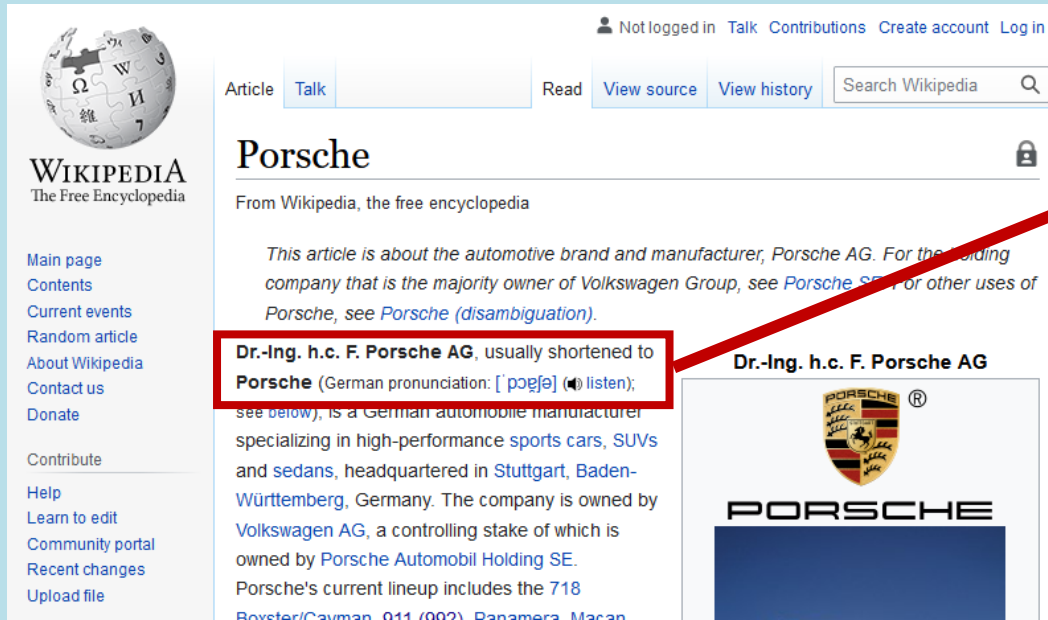 Not logged in Talk Contributions Create account Log in
Article Talk Read View source View history Search Wikipedia
WIKIPEDIA
The Free Encyclopedia
Main page
Contents
Current events
Random article
About Wikipedia
Contact us
Donate
Contribute
Help
Learn to edit
Community portal
Recent changes
Upload file
Porsche
From Wikipedia, the free encyclopedia
This article is about the automotive brand and manufacturer, Porsche AG. For the holding
company that is the majority owner of Volkswagen Group, see Porsche SE. For other uses of
Porsche, see Porsche (disambiguation).
Dr.-Ing. h.c. F. Porsche AG, usually shortened to
Porsche (German pronunciation: [ˈpɔʁʃə] (listen);
see below), is a German automobile manufacturer
specializing in high-performance sports cars, SUVs
and sedans, headquartered in Stuttgart, Baden-
Württemberg, Germany. The company is owned by
Volkswagen AG, a controlling stake of which is
owned by Porsche Automobil Holding SE.
Porsche's current lineup includes the 718
Boxster/Cayman, 911 (992), Panamera, Macan,
Dr.-Ing. h.c. F. Porsche AG
PORSCHE ®
PORSCHE